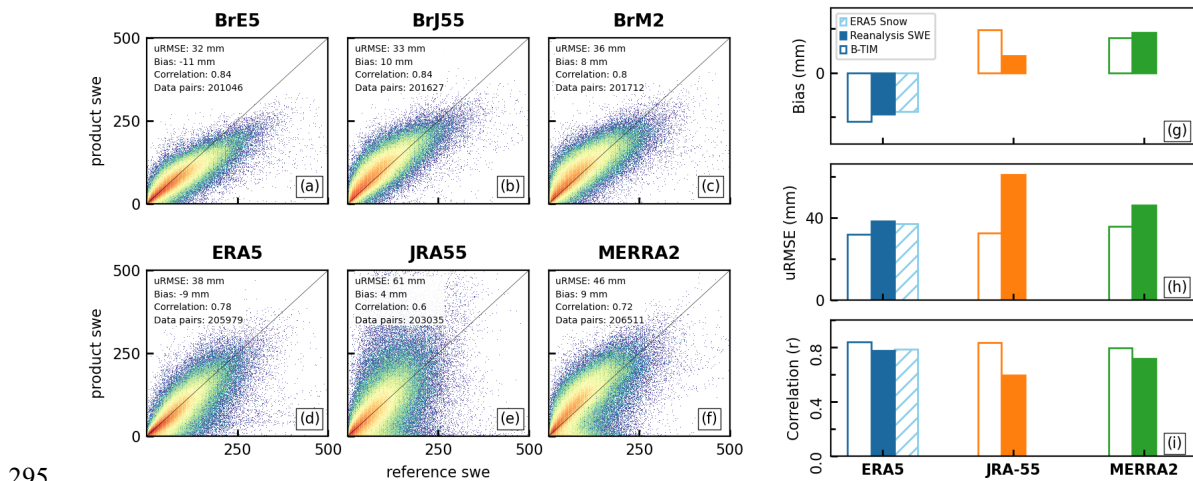 BrE5
BrJ55
BrM2
500
250
0
product swe
uRMSE: 32 mm
Bias: -11 mm
Correlation: 0.84
Data pairs: 201046
(a)
uRMSE: 33 mm
Bias: 10 mm
Correlation: 0.84
Data pairs: 201627
(b)
uRMSE: 36 mm
Bias: 8 mm
Correlation: 0.8
Data pairs: 201712
(c)
ERA5
JRA55
MERRA2
500
250
0
product swe
uRMSE: 38 mm
Bias: -9 mm
Correlation: 0.78
Data pairs: 205979
(d)
uRMSE: 61 mm
Bias: 4 mm
Correlation: 0.6
Data pairs: 203035
(e)
uRMSE: 46 mm
Bias: 9 mm
Correlation: 0.72
Data pairs: 206511
(f)
250 500
250 500
250 500
reference swe
ERA5 Snow
Reanalysis SWE
B-TIM
Bias (mm)
0
(g)
uRMSE (mm)
40
0
(h)
Correlation (r)
0.8
0.4
0.0
(i)
ERA5 JRA-55 MERRA2
295